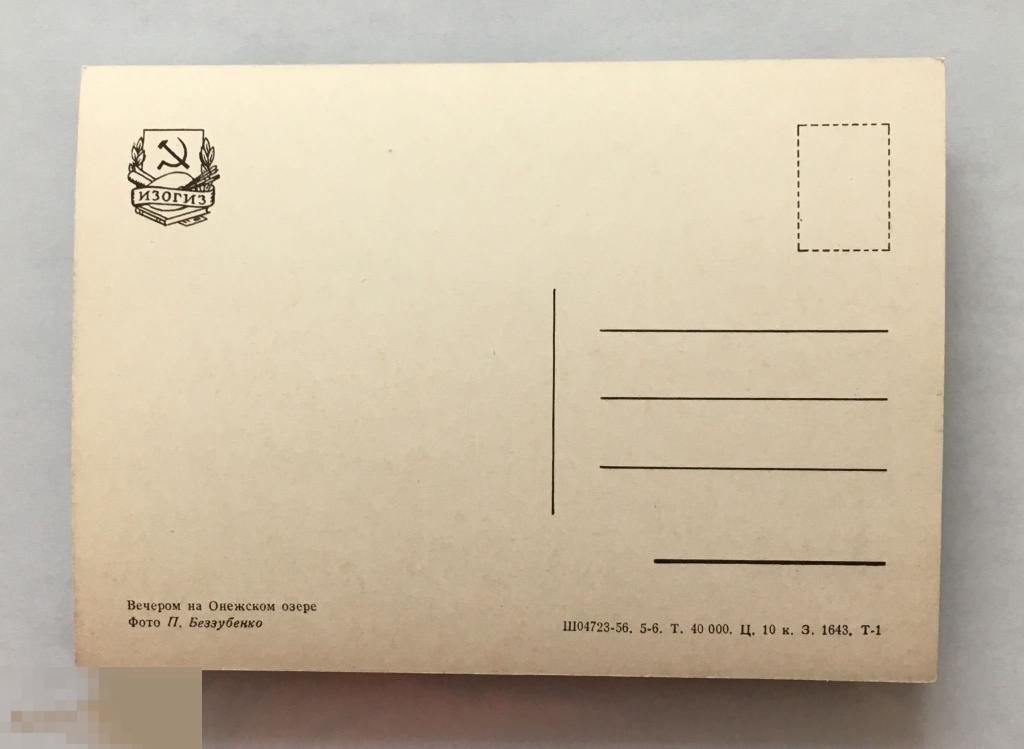 ИЗОГИЗ
Вечером на Онежском озере
Фото П. Беззубенко
Ш04723-56. 5-6. Т. 40 000. Ц. 10 к. З. 1643. Т-1